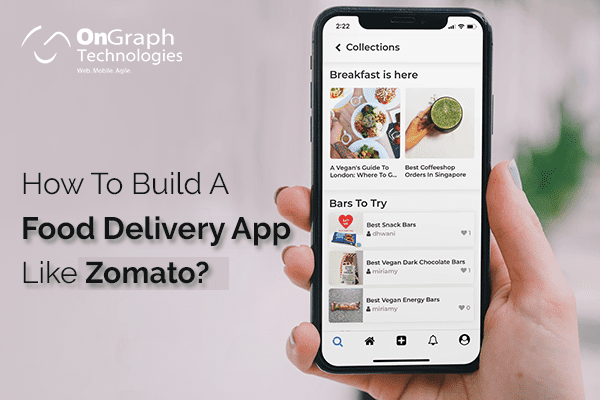 OnGraph
Technologies
Web. Mobile. Agile.
How To Build A
Food Delivery App
Like Zomato?
2:22
Collections
Breakfast is here
A Vegan's Guide To
London: Where To G...
Best Coffeeshop
Orders In Singapore
Bars To Try
Best Snack Bars
dhwani
1
Best Vegan Dark Chocolate Bars
miriamy
1
Best Vegan Energy Bars
miriamy
0